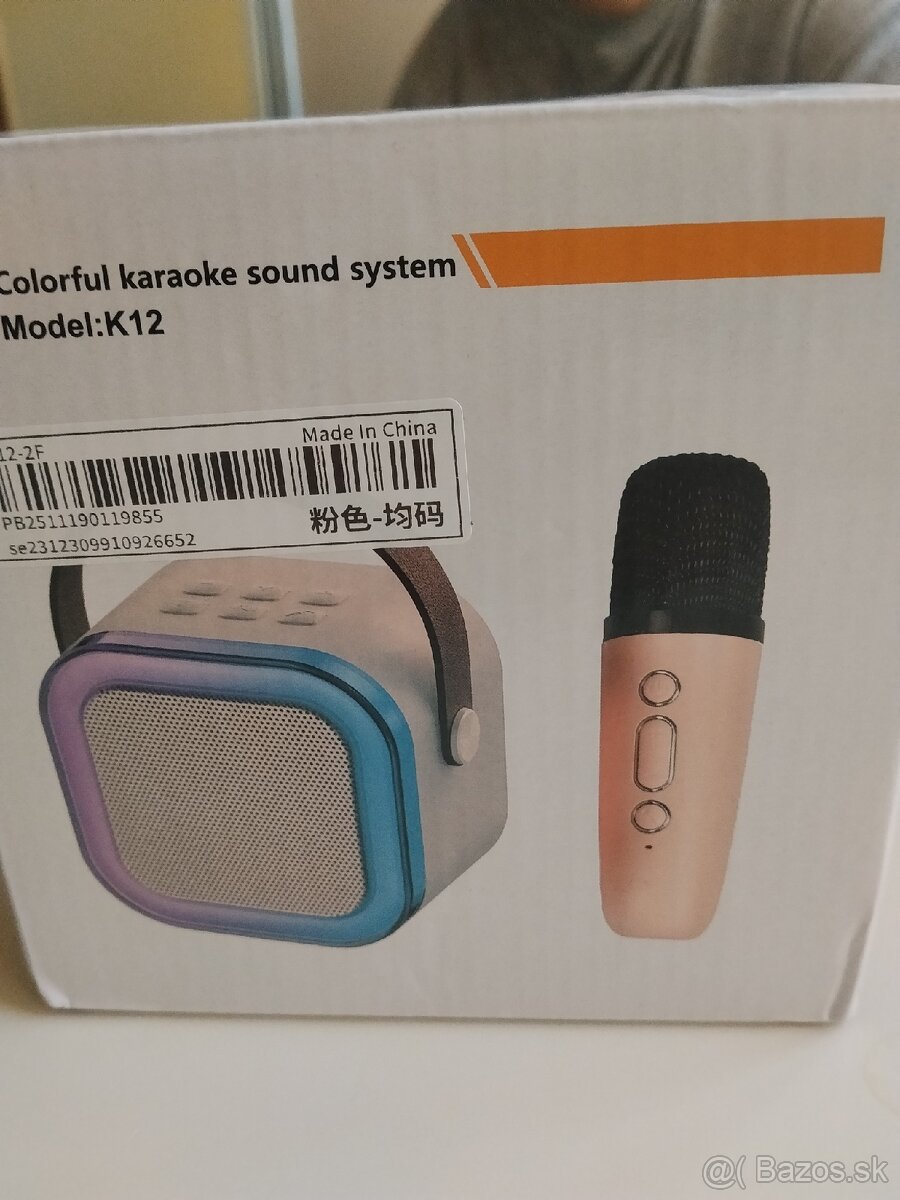 Colorful karaoke sound system
Model:K12
12-2F
Made In China
PB2511190119855
粉色-均码
se2312309910926652
@( Bazos.sk